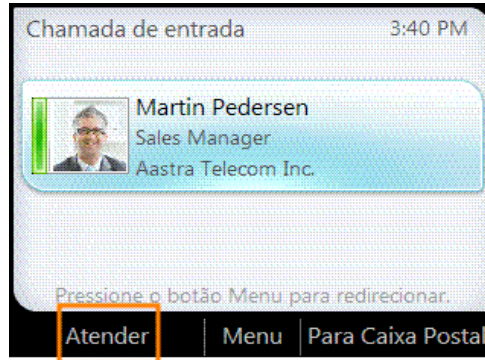 Chamada de entrada 3:40 PM
Martin Pedersen
Sales Manager
Aastra Telecom Inc.
Pressione o botão Menu para redirecionar.
Atender Menu Para Caixa Postal